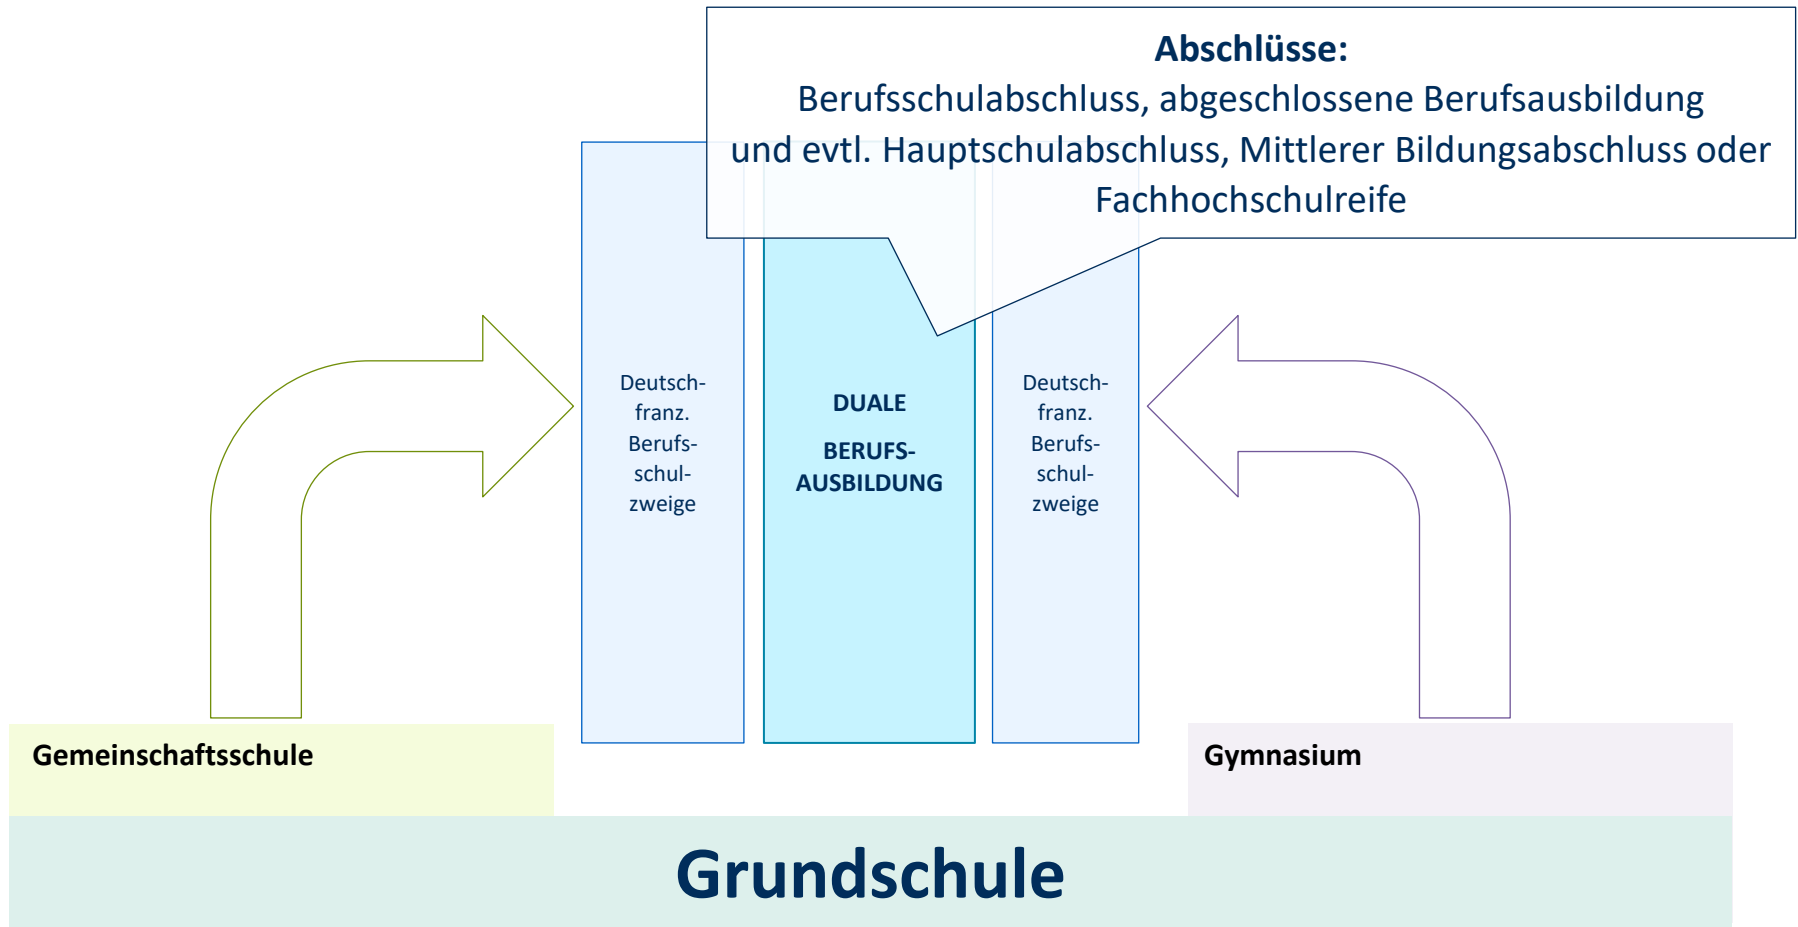 Abschlüsse:
Berufsschulabschluss, abgeschlossene Berufsausbildung
und evtl. Hauptschulabschluss, Mittlerer Bildungsabschluss oder
Fachhochschulreife
Deutsch-
franz.
Berufs-
schul-
zweige
DUALE
BERUFS-
AUSBILDUNG
Deutsch-
franz.
Berufs-
schul-
zweige
Gemeinschaftsschule
Gymnasium
Grundschule